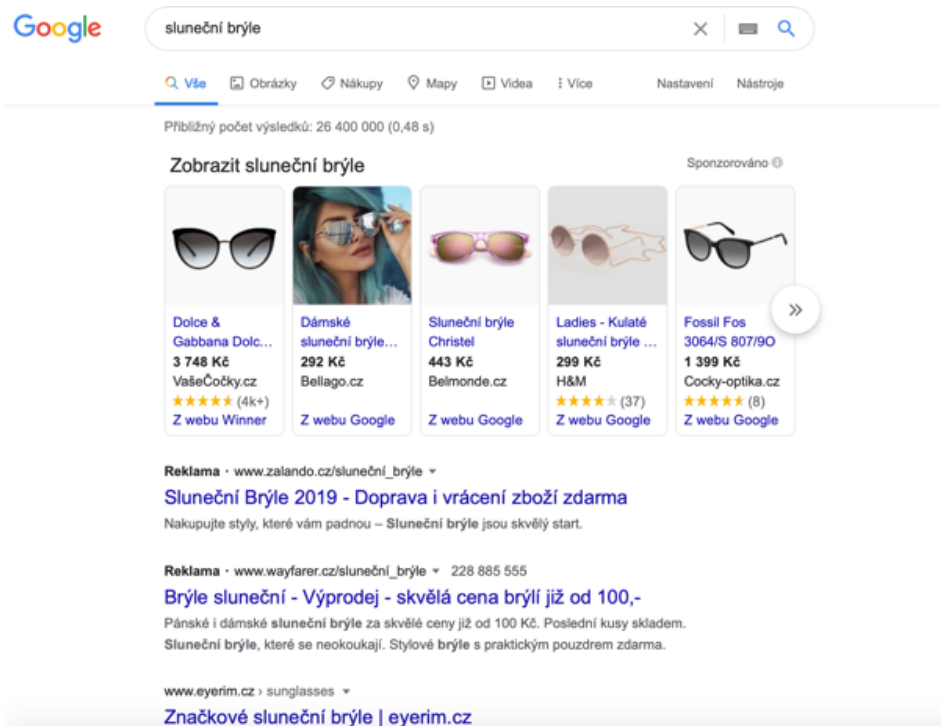 Google
sluneční brýle
Vše Obrázky Nákupy Mapy Videa Více Nastavení Nástroje
Přibližný počet výsledků: 26 400 000 (0,48 s)
Zobrazit sluneční brýle
Sponzorováno
Dolce &
Gabbana Dolc...
3 748 Kč
VašeČočky.cz
(4k+)
Z webu Winner
Dámské
sluneční brýle...
292 Kč
Bellago.cz
Z webu Google
Sluneční brýle
Christel
443 Kč
Belmonde.cz
Z webu Google
Ladies - Kulaté
sluneční brýle ...
299 Kč
H&M
(37)
Z webu Google
Fossil Fos
3064/S 807/9O
1 399 Kč
Cocky-optika.cz
(8)
Z webu Google
Reklama · www.zalando.cz/sluneční_brýle
Sluneční Brýle 2019 - Doprava i vrácení zboží zdarma
Nakupujte styly, které vám padnou – Sluneční brýle jsou skvělý start.
Reklama · www.wayfarer.cz/sluneční_brýle 228 885 555
Brýle sluneční - Výprodej - skvělá cena brýlí již od 100,-
Pánské i dámské sluneční brýle za skvělé ceny již od 100 Kč. Poslední kusy skladem.
Sluneční brýle, které se neokoukají. Stylové brýle s praktickým pouzdrem zdarma.
www.eyerim.cz › sunglasses
Značkové sluneční brýle | eyerim.cz